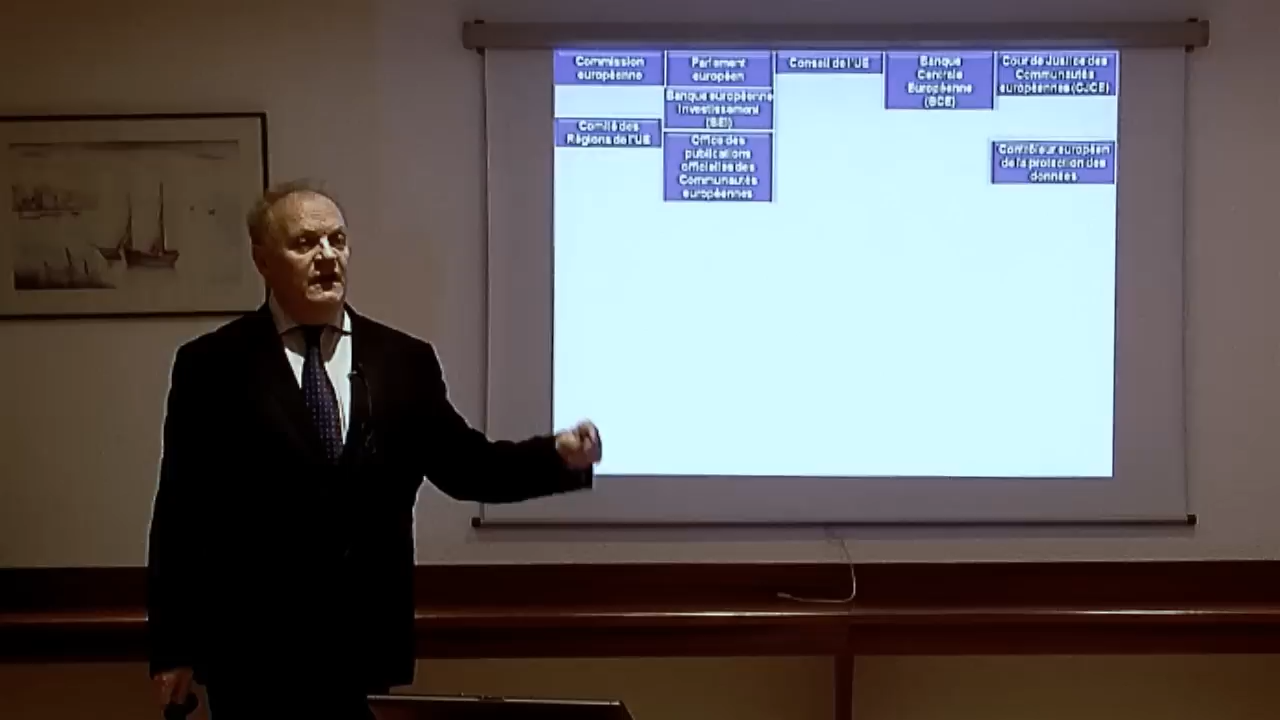 Commission
européenne
Parlement
européen
Conseil de l'UE
Banque
Centrale
Européenne
(BCE)
Cour de Justice des
Communautés
européennes (CJCE)
Banque européenne
Investissement
(BEI)
Comité des
Régions de l'UE
Office des
publications
officielles des
Communautés
européennes
Contrôleur européen
de la protection des
données